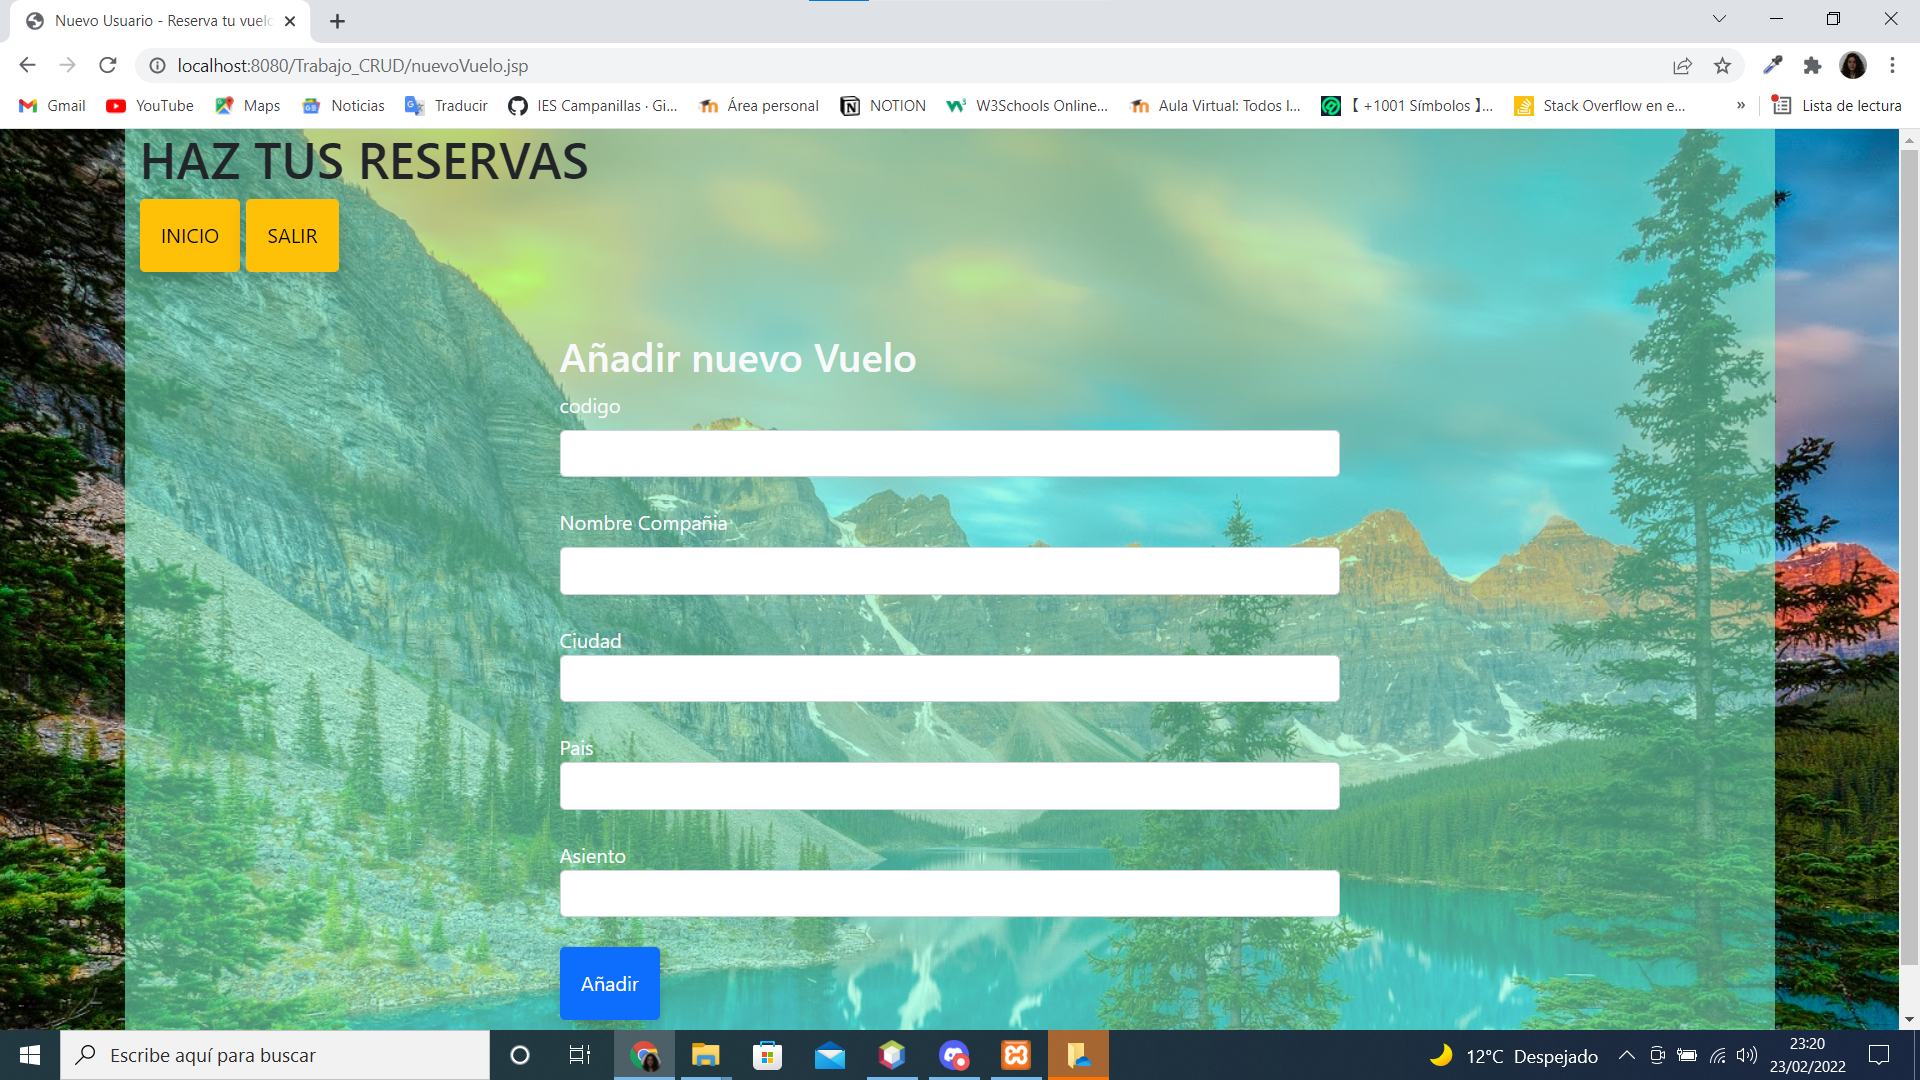 Nuevo Usuario - Reserva tu vuelo
localhost:8080/Trabajo_CRUD/nuevoVuelo.jsp
Gmail YouTube Maps Noticias Traducir IES Campanillas · Gi... Área personal NOTION W3Schools Online... Aula Virtual: Todos l... 【 +1001 Símbolos 】... Stack Overflow en e... » Lista de lectura
HAZ TUS RESERVAS
INICIO SALIR
Añadir nuevo Vuelo
codigo
Nombre Compañia
Ciudad
Pais
Asiento
Añadir
Escribe aquí para buscar
12°C Despejado
23:20
23/02/2022